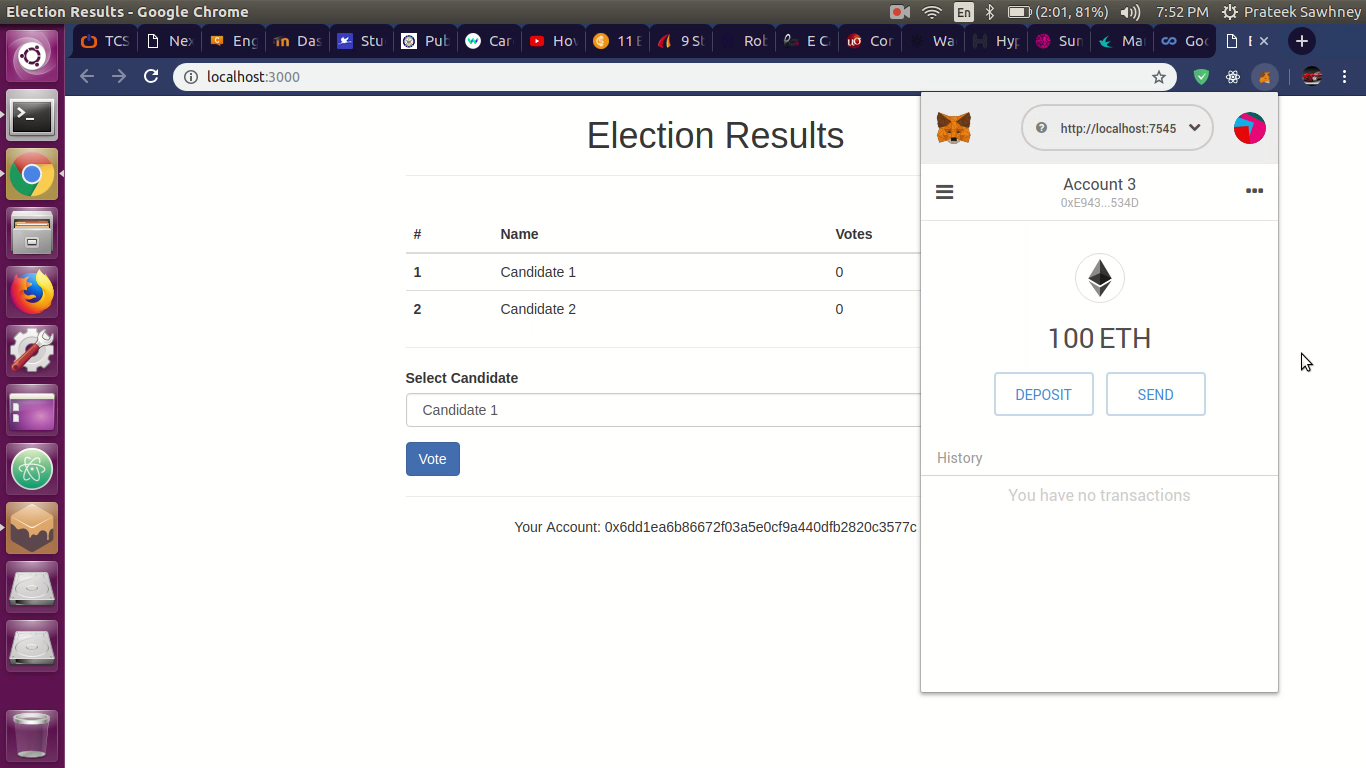 Election Results - Google Chrome
En (2:01, 81%) 7:52 PM Prateek Sawhney
TCS Nex Eng Das Stu Pub Car Hov 11 E 9 St Rob E C Cor Wa Hyp Sun Mar Goo E
localhost:3000
Election Results
# Name Votes
1 Candidate 1 0
2 Candidate 2 0
Select Candidate
Candidate 1
Vote
Your Account: 0x6dd1ea6b86672f03a5e0cf9a440dfb2820c3577c
http://localhost:7545
Account 3
0xE943...534D
100 ETH
DEPOSIT SEND
History
You have no transactions